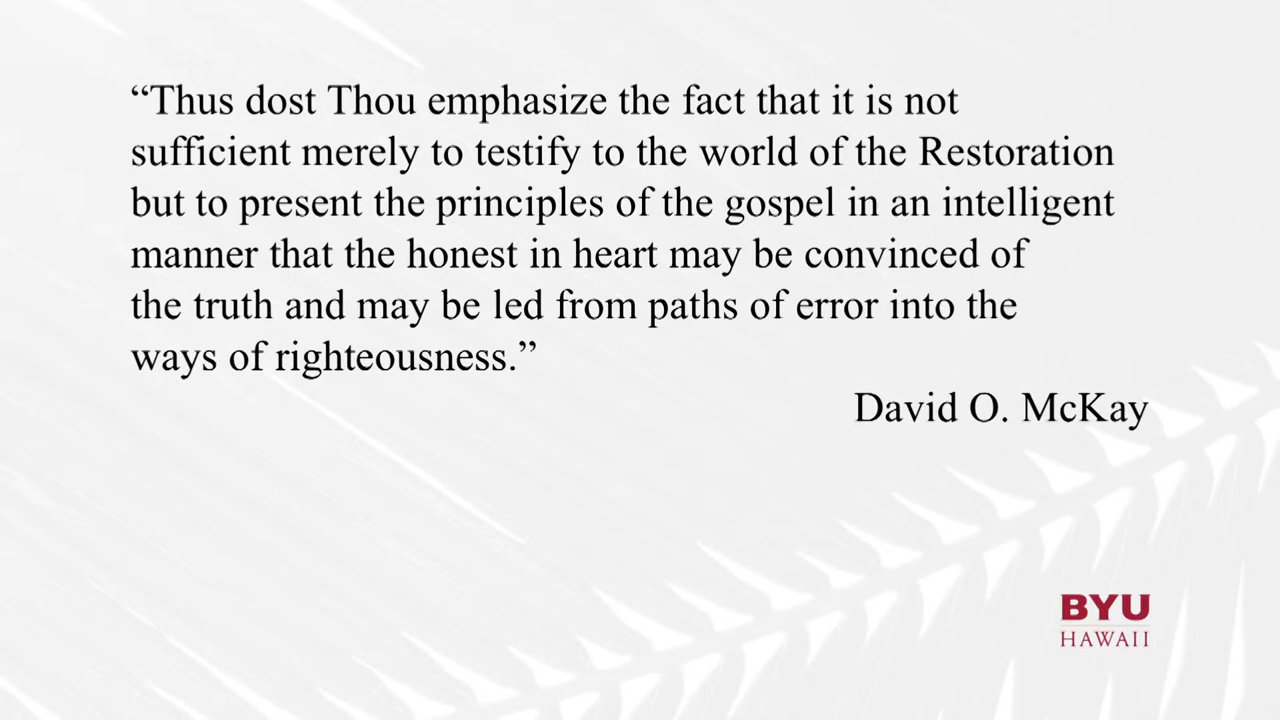 “Thus dost Thou emphasize the fact that it is not
sufficient merely to testify to the world of the Restoration
but to present the principles of the gospel in an intelligent
manner that the honest in heart may be convinced of
the truth and may be led from paths of error into the
ways of righteousness.”
David O. McKay
BYU
HAWAII